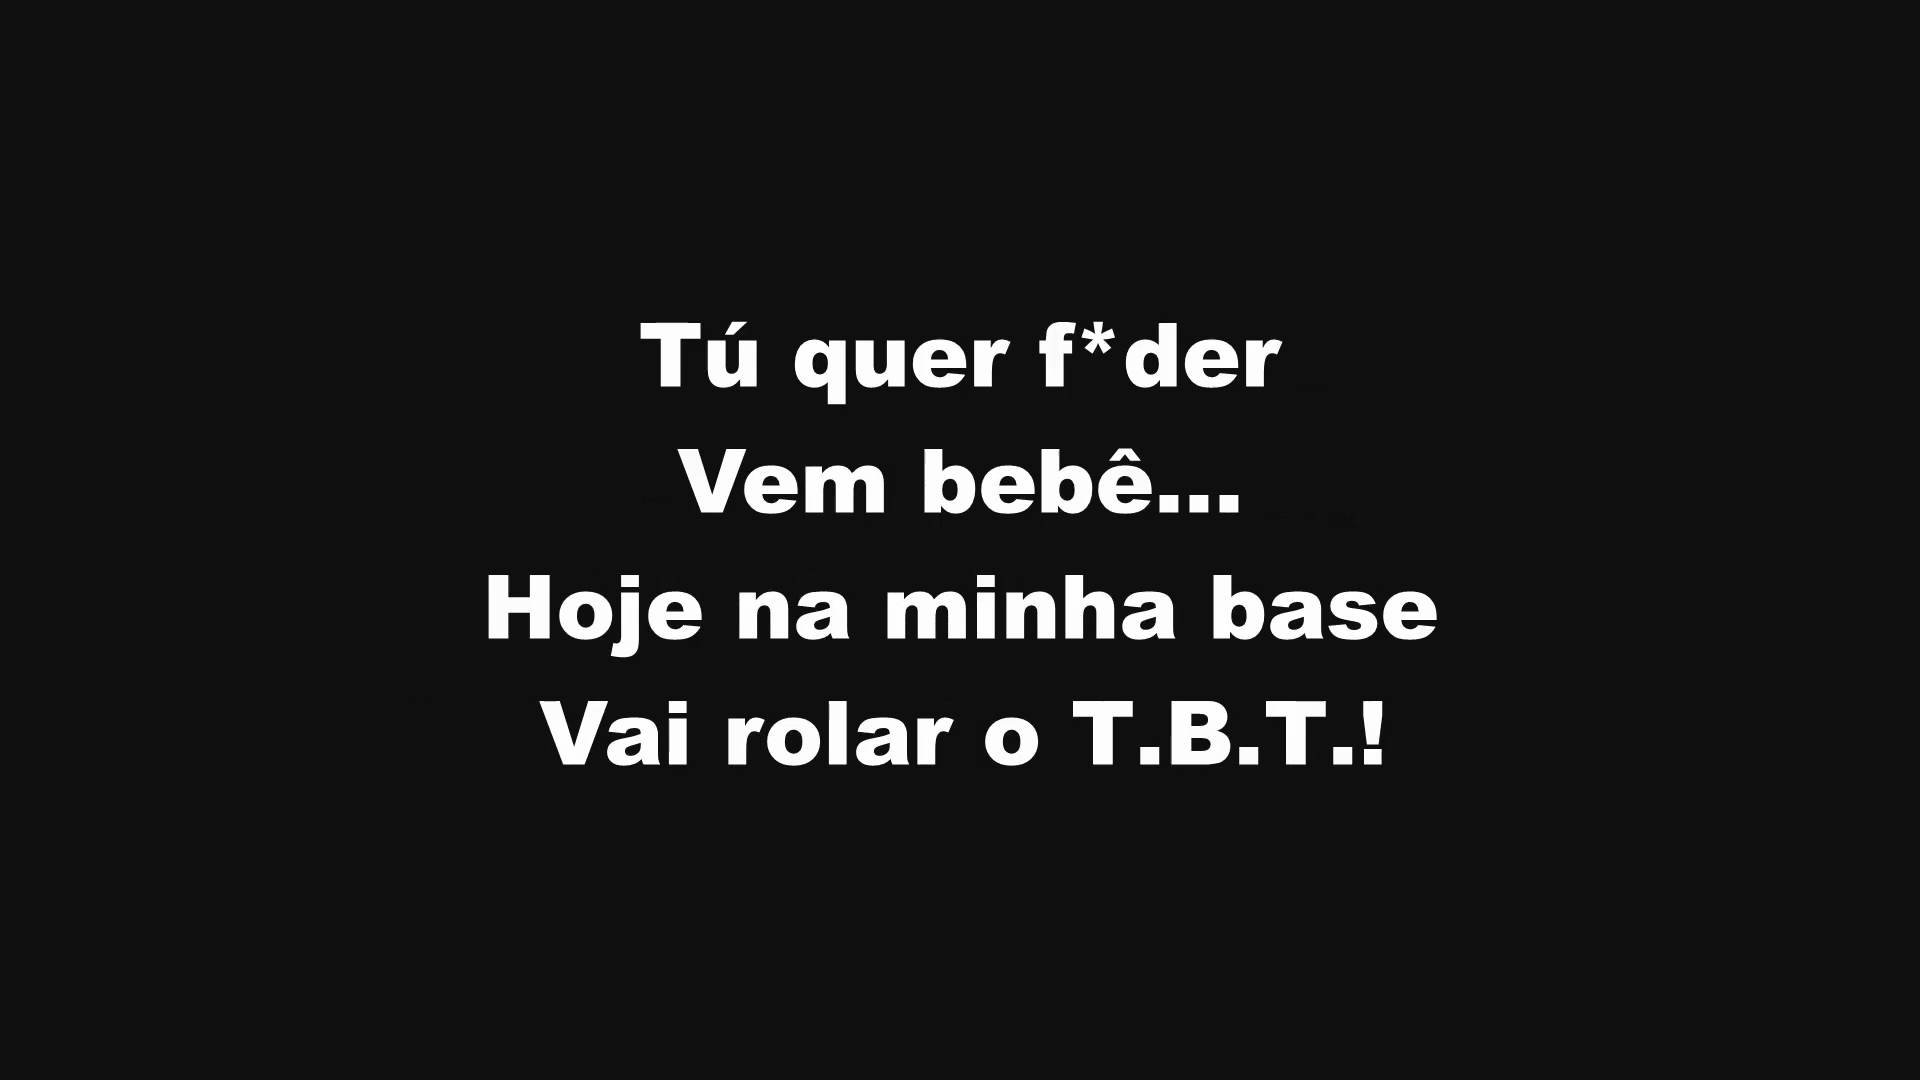 Tú quer f*der
Vem bebê...
Hoje na minha base
Vai rolar o T.B.T.!